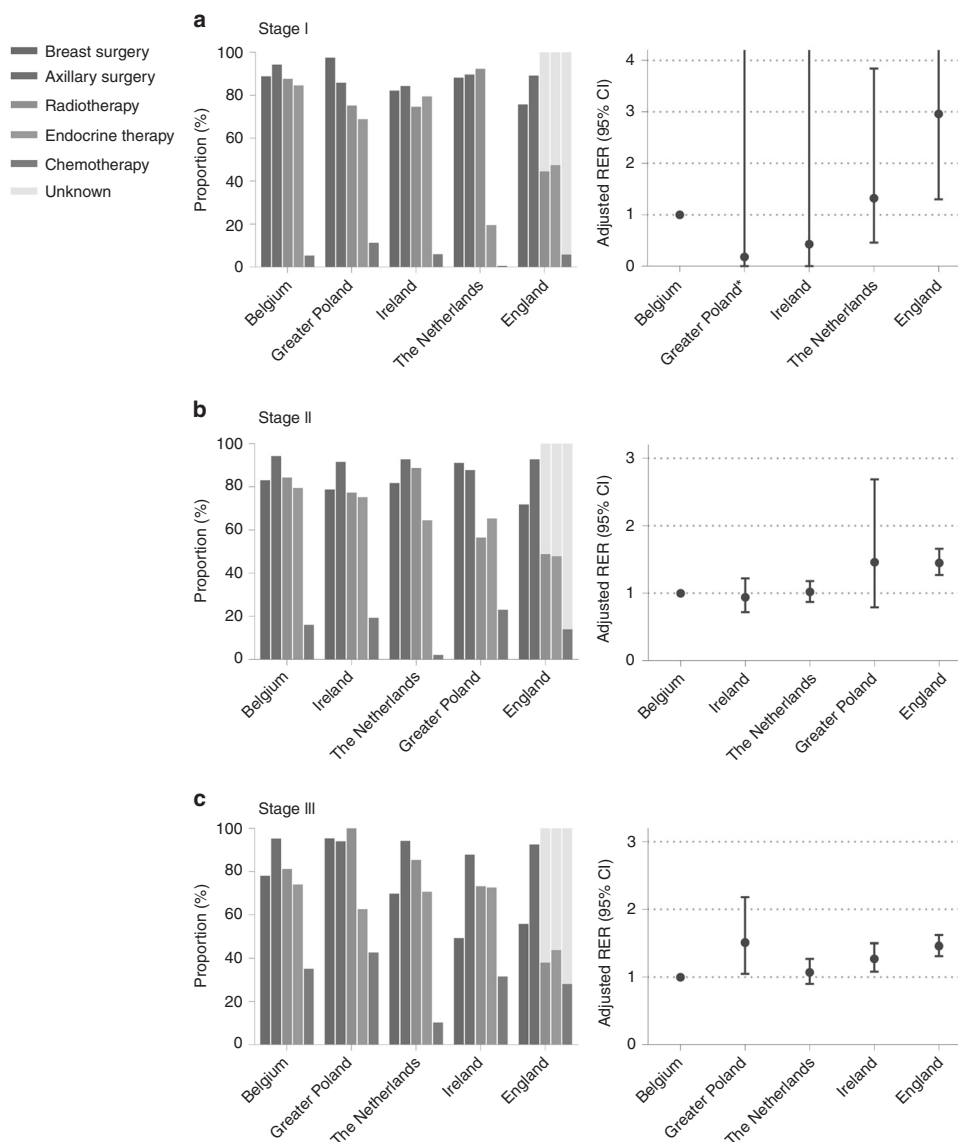 Breast surgery
Axillary surgery
Radiotherapy
Endocrine therapy
Chemotherapy
Unknown
a
Stage I
Proportion (%)
100
80
60
40
20
0
Belgium
Greater Poland
Ireland
The Netherlands
England
Adjusted RER (95% CI)
4
3
2
1
0
Belgium
Greater Poland*
Ireland
The Netherlands
England
b
Stage II
Proportion (%)
100
80
60
40
20
0
Belgium
Ireland
The Netherlands
Greater Poland
England
Adjusted RER (95% CI)
3
2
1
0
Belgium
Ireland
The Netherlands
Greater Poland
England
c
Stage III
Proportion (%)
100
80
60
40
20
0
Belgium
Greater Poland
The Netherlands
Ireland
England
Adjusted RER (95% CI)
3
2
1
0
Belgium
Greater Poland
The Netherlands
Ireland
England